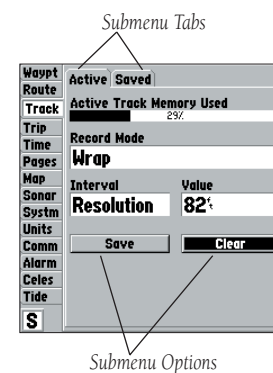 Submenu Tabs
Waypt
Route
Track
Trip
Time
Pages
Map
Sonar
Systm
Units
Comm
Alarm
Celes
Tide
S
Active Saved
Active Track Memory Used
29%
Record Mode
Wrap
Interval Value
Resolution 82ft
Save Clear
Submenu Options